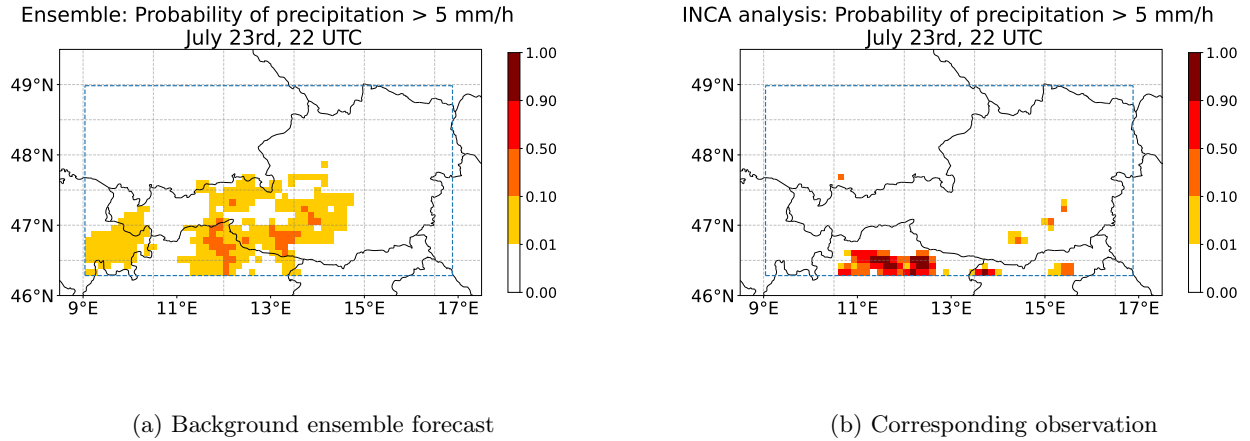 Ensemble: Probability of precipitation > 5 mm/h
July 23rd, 22 UTC
49°N
48°N
47°N
46°N
9°E
11°E
13°E
15°E
17°E
1.00
0.90
0.50
0.10
0.01
0.00
(a) Background ensemble forecast
INCA analysis: Probability of precipitation > 5 mm/h
July 23rd, 22 UTC
49°N
48°N
47°N
46°N
9°E
11°E
13°E
15°E
17°E
1.00
0.90
0.50
0.10
0.01
0.00
(b) Corresponding observation